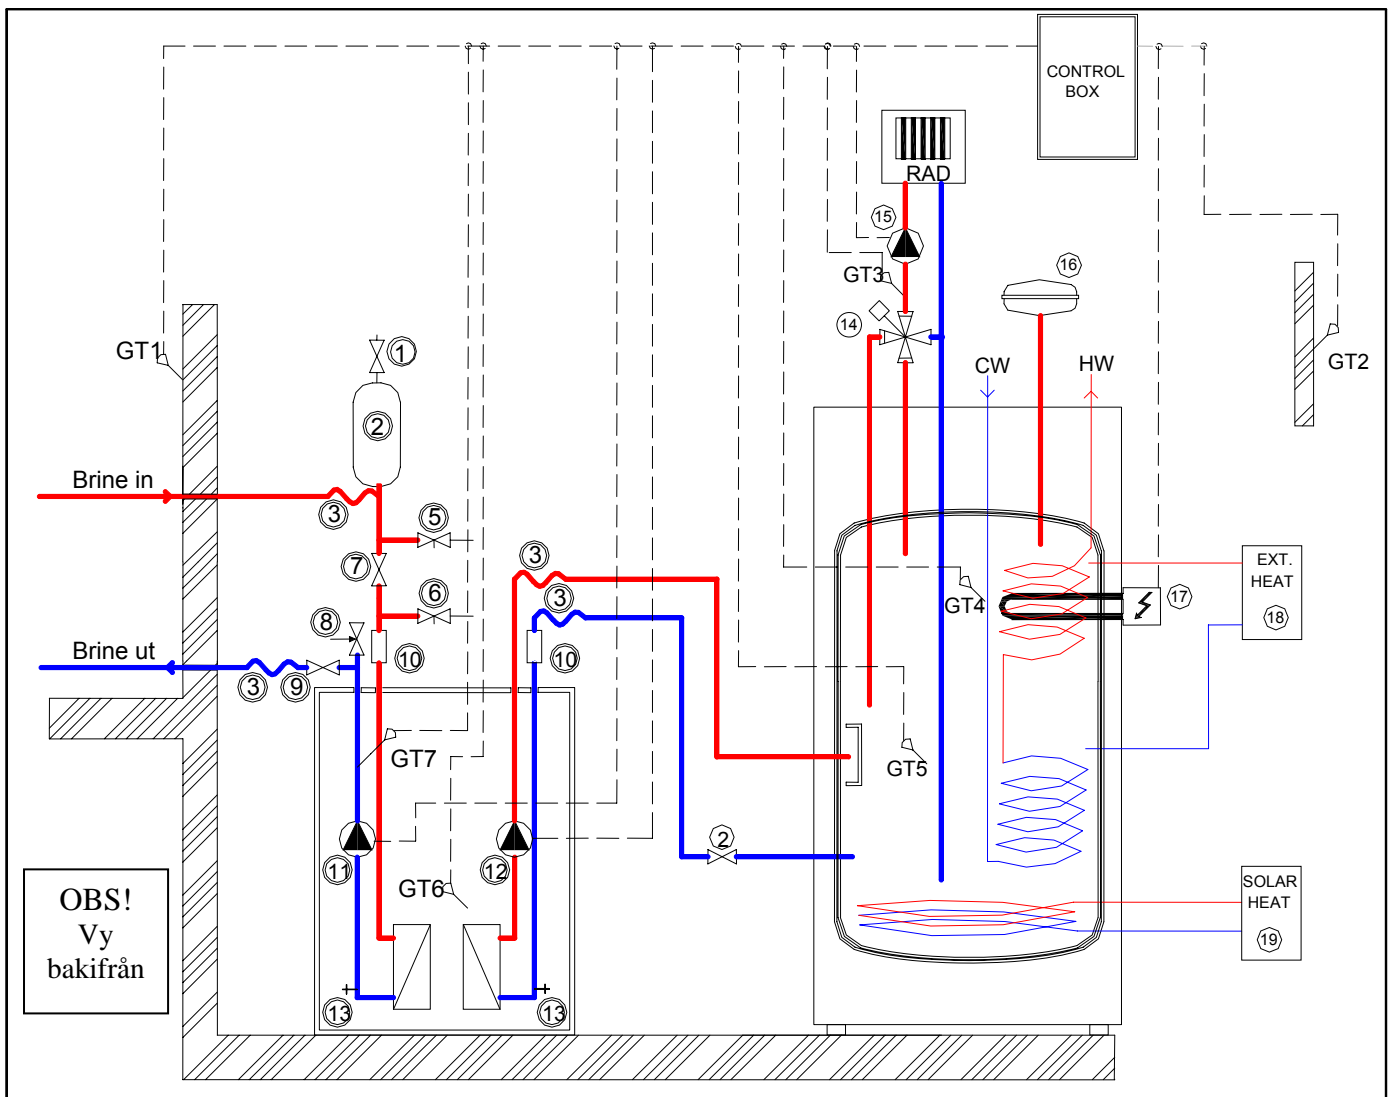 CONTROL
BOX
RAD
15
GT3
16
14
CW
HW
GT1
GT2
1
2
Brine in
3
5
7
3
3
6
8
10
10
Brine ut
3
9
GT4
17
EXT.
HEAT
18
GT7
GT5
11
12
2
GT6
13
13
SOLAR
HEAT
19
OBS!
Vy
bakifrån